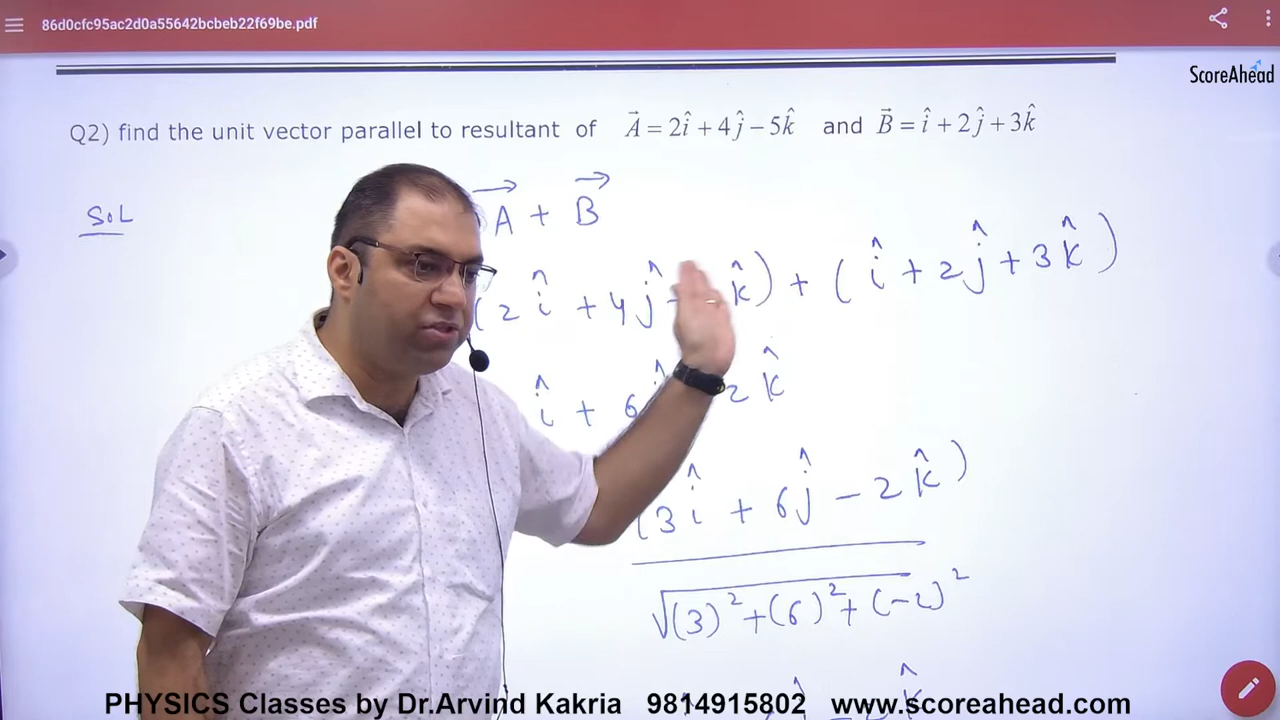 86d0cfc95ac2d0a55642bcbeb22f69be.pdf
ScoreAhead
Q2) find the unit vector parallel to resultant of A⃗ = 2î + 4ĵ − 5k̂ and B⃗ = î + 2ĵ + 3k̂
SOL
A⃗ + B⃗
(2î + 4ĵ k̂) + (î + 2ĵ + 3k̂)
î + 6 2k̂
(3î + 6ĵ − 2k̂)
√(3)² + (6)² + (−2)²
PHYSICS Classes by Dr.Arvind Kakria 9814915802 www.scoreahead.com